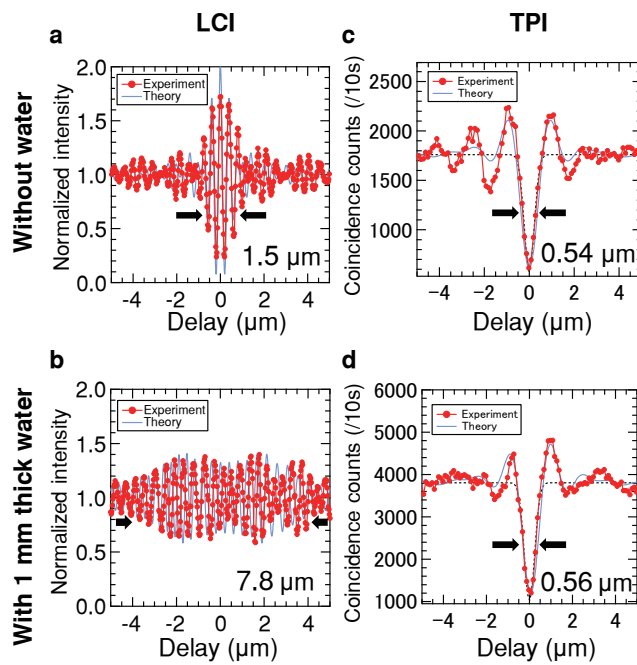 LCI
TPI
Without water
With 1 mm thick water
a
Normalized intensity
2.0
1.5
1.0
0.5
0.0
Experiment
Theory
1.5 μm
-4 -2 0 2 4
Delay (μm)
c
Coincidence counts (/10s)
2500
2000
1500
1000
Experiment
Theory
0.54 μm
-4 -2 0 2 4
Delay (μm)
b
Normalized intensity
2.0
1.5
1.0
0.5
0.0
Experiment
Theory
7.8 μm
-4 -2 0 2 4
Delay (μm)
d
Coincidence counts (/10s)
6000
5000
4000
3000
2000
1000
Experiment
Theory
0.56 μm
-4 -2 0 2 4
Delay (μm)